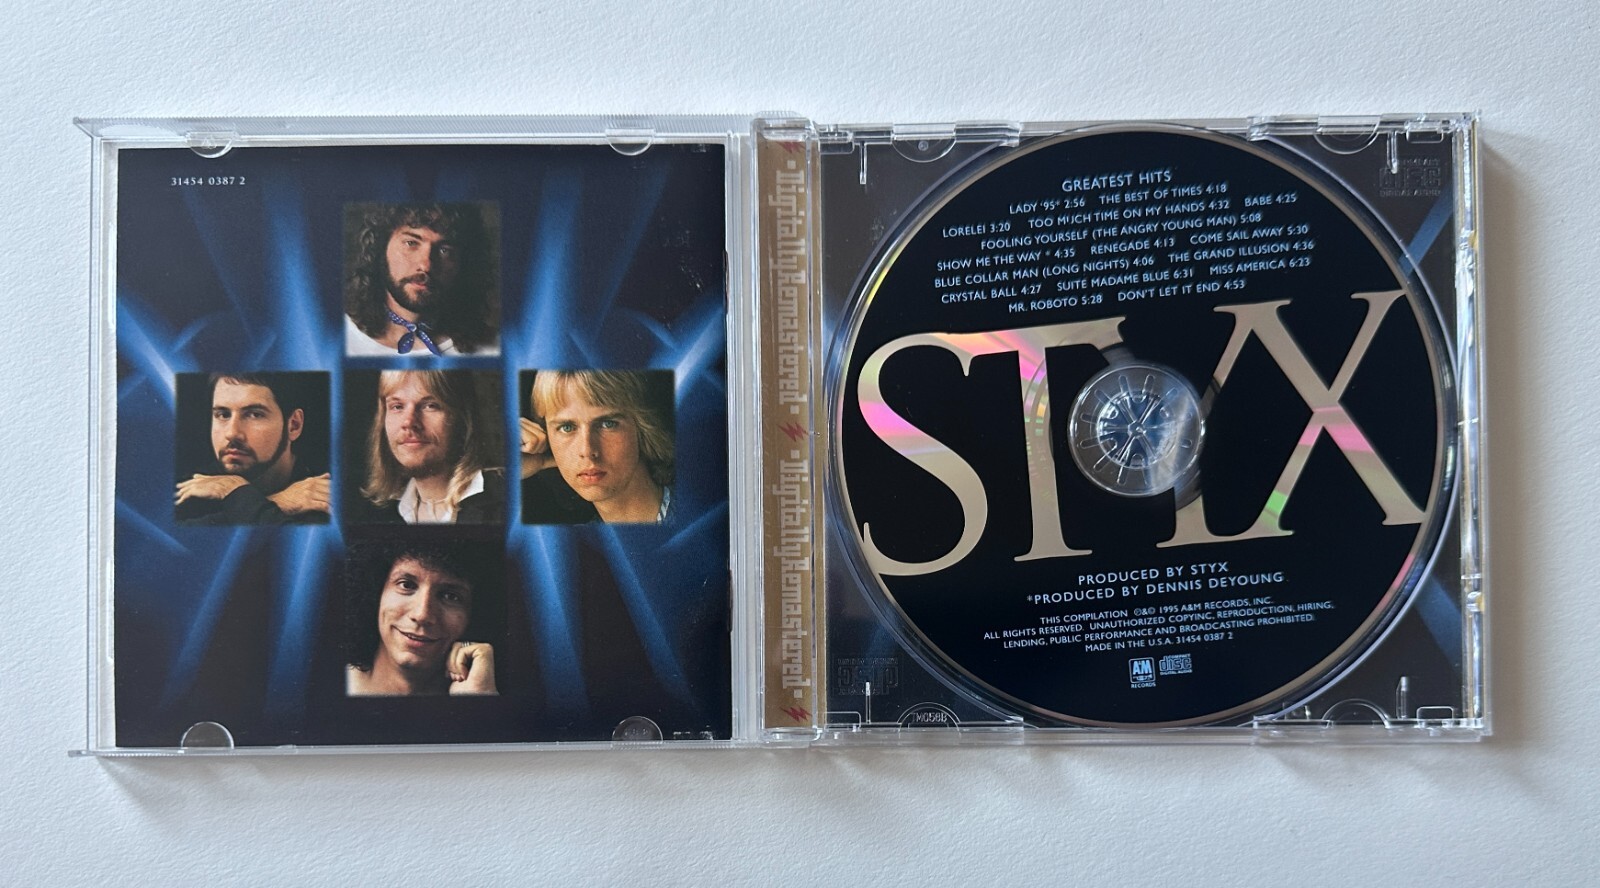 31454 0387 2
·DigitallyRemastered· ·DigitallyRemastered·
GREATEST HITS
LADY '95* 2:56 THE BEST OF TIMES 4:18
LORELEI 3:20 TOO MUCH TIME ON MY HANDS 4:32 BABE 4:25
FOOLING YOURSELF (THE ANGRY YOUNG MAN) 5:08
SHOW ME THE WAY * 4:35 RENEGADE 4:13 COME SAIL AWAY 5:30
BLUE COLLAR MAN (LONG NIGHTS) 4:06 THE GRAND ILLUSION 4:36
CRYSTAL BALL 4:27 SUITE MADAME BLUE 6:31 MISS AMERICA 6:23
MR. ROBOTO 5:28 DON'T LET IT END 4:53
STYX
PRODUCED BY STYX
*PRODUCED BY DENNIS DEYOUNG
THIS COMPILATION ℗&© 1995 A&M RECORDS, INC.
ALL RIGHTS RESERVED. UNAUTHORIZED COPYING, REPRODUCTION, HIRING,
LENDING, PUBLIC PERFORMANCE AND BROADCASTING PROHIBITED.
MADE IN THE U.S.A. 31454 0387 2
A&M RECORDS
COMPACT disc DIGITAL AUDIO